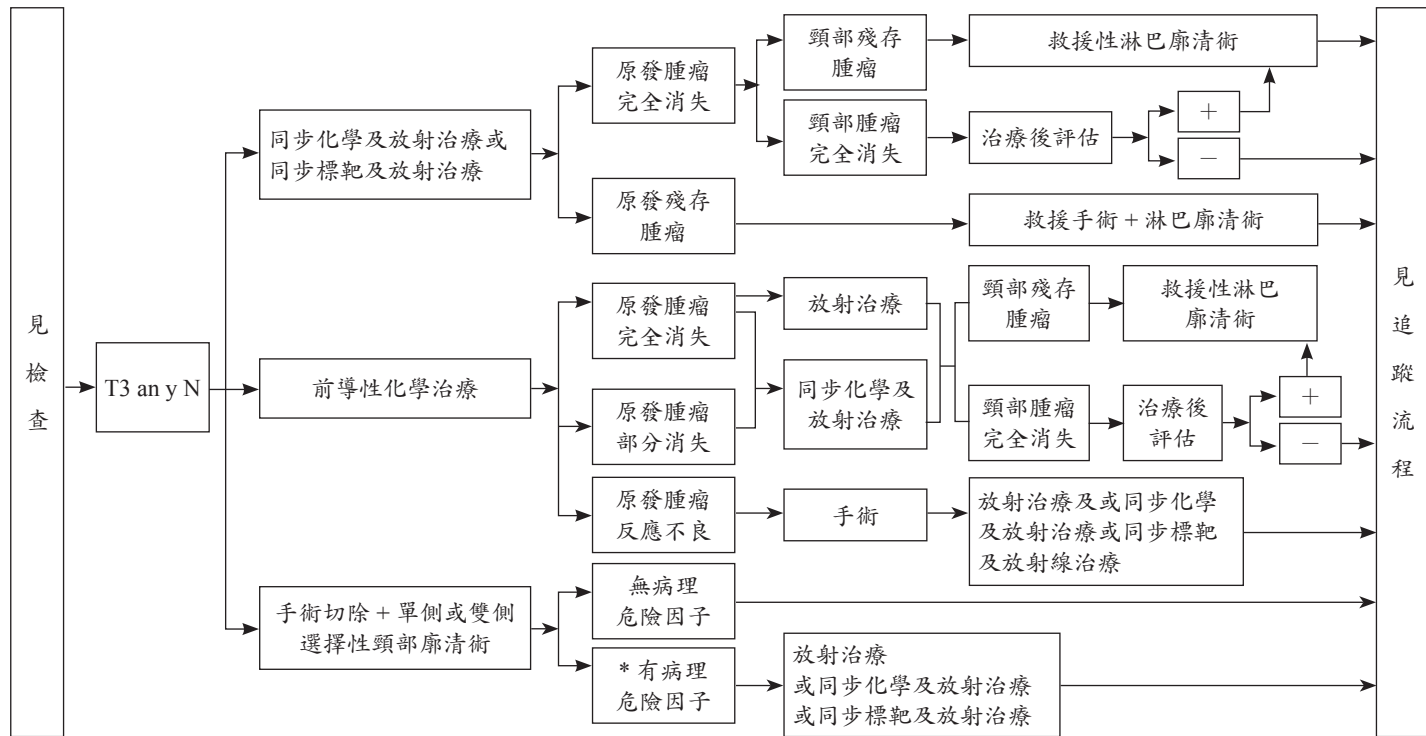 見檢查
T3 an y N
同步化學及放射治療或
同步標靶及放射治療
原發腫瘤
完全消失
頸部殘存
腫瘤
救援性淋巴廓清術
頸部腫瘤
完全消失
治療後評估
+
−
原發殘存
腫瘤
救援手術 + 淋巴廓清術
前導性化學治療
原發腫瘤
完全消失
放射治療
原發腫瘤
部分消失
同步化學及
放射治療
頸部殘存
腫瘤
救援性淋巴
廓清術
頸部腫瘤
完全消失
治療後
評估
+
−
原發腫瘤
反應不良
手術
放射治療及或同步化學
及放射治療或同步標靶
及放射線治療
手術切除 + 單側或雙側
選擇性頸部廓清術
無病理
危險因子
* 有病理
危險因子
放射治療
或同步化學及放射治療
或同步標靶及放射治療
見追蹤流程